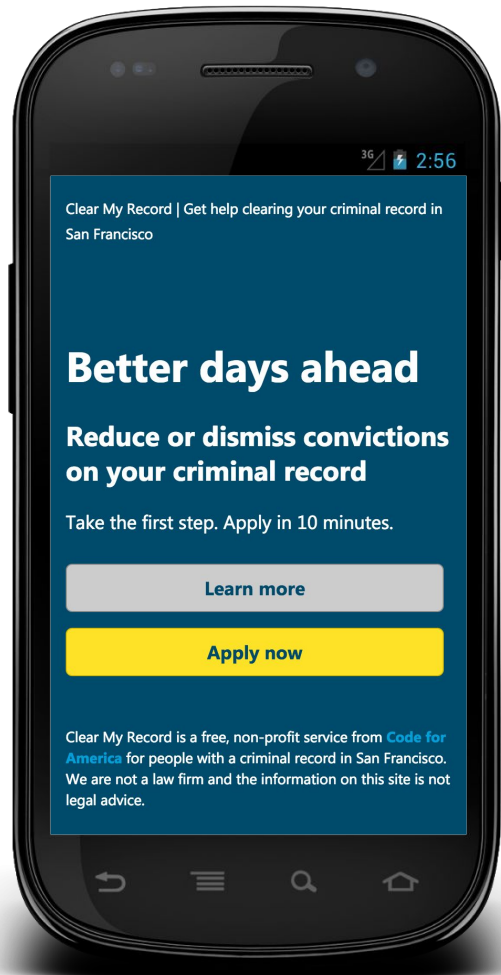 3G 2:56
Clear My Record | Get help clearing your criminal record in
San Francisco
Better days ahead
Reduce or dismiss convictions
on your criminal record
Take the first step. Apply in 10 minutes.
Learn more
Apply now
Clear My Record is a free, non-profit service from Code for
America for people with a criminal record in San Francisco.
We are not a law firm and the information on this site is not
legal advice.